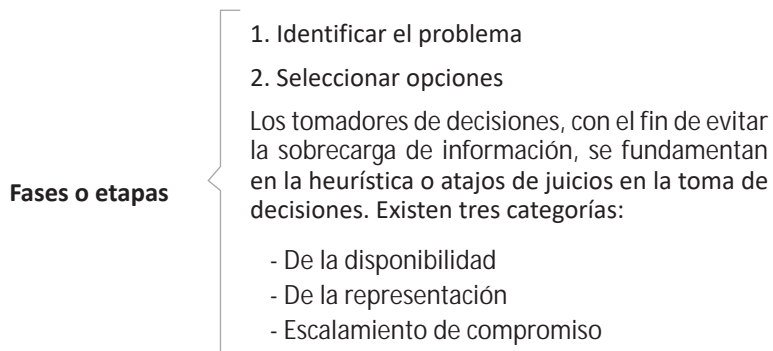 1. Identificar el problema
2. Seleccionar opciones
Los tomadores de decisiones, con el fin de evitar
la sobrecarga de información, se fundamentan
Fases o etapas
en la heurística o atajos de juicios en la toma de
decisiones. Existen tres categorías:
- De la disponibilidad
- De la representación
- Escalamiento de compromiso